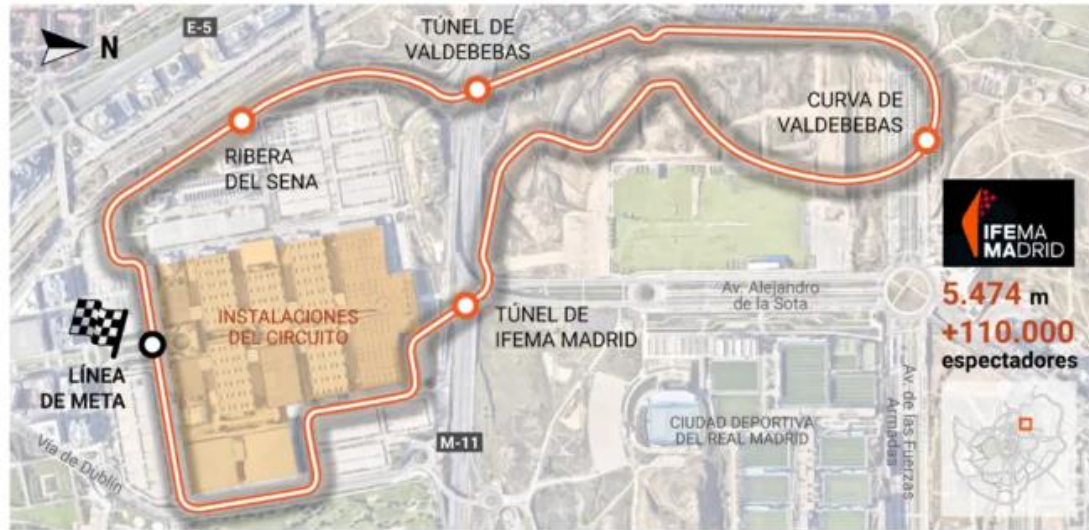 E-5
N
TÚNEL DE
VALDEBEBAS
CURVA DE
VALDEBEBAS
RIBERA
DEL SENA
IFEMA
MADRID
5.474 m
+110.000
espectadores
INSTALACIONES
DEL CIRCUITO
TÚNEL DE
IFEMA MADRID
Av. Alejandro
de la Sota
LÍNEA
DE META
M-11
CIUDAD DEPORTIVA
DEL REAL MADRID
Vía de Dublín
Av. de las Fuerzas
Armadas